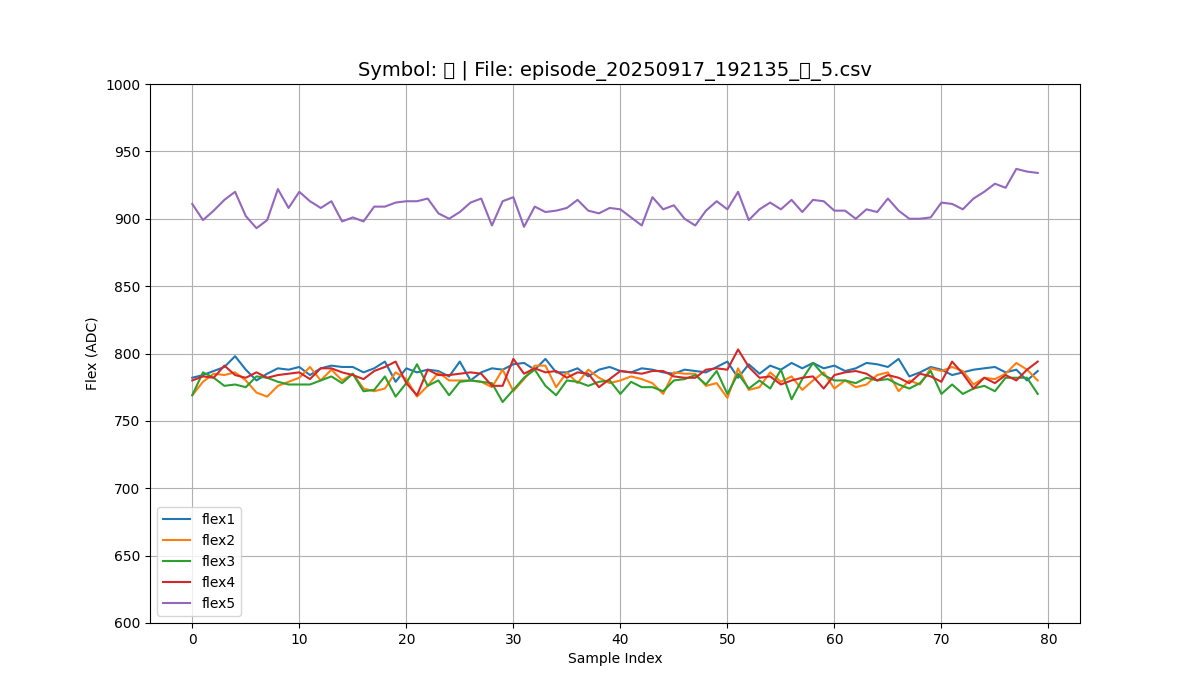 Symbol: ▯ | File: episode_20250917_192135_▯_5.csv
1000
950
900
850
800
750
700
650
600
Flex (ADC)
flex1
flex2
flex3
flex4
flex5
0 10 20 30 40 50 60 70 80
Sample Index